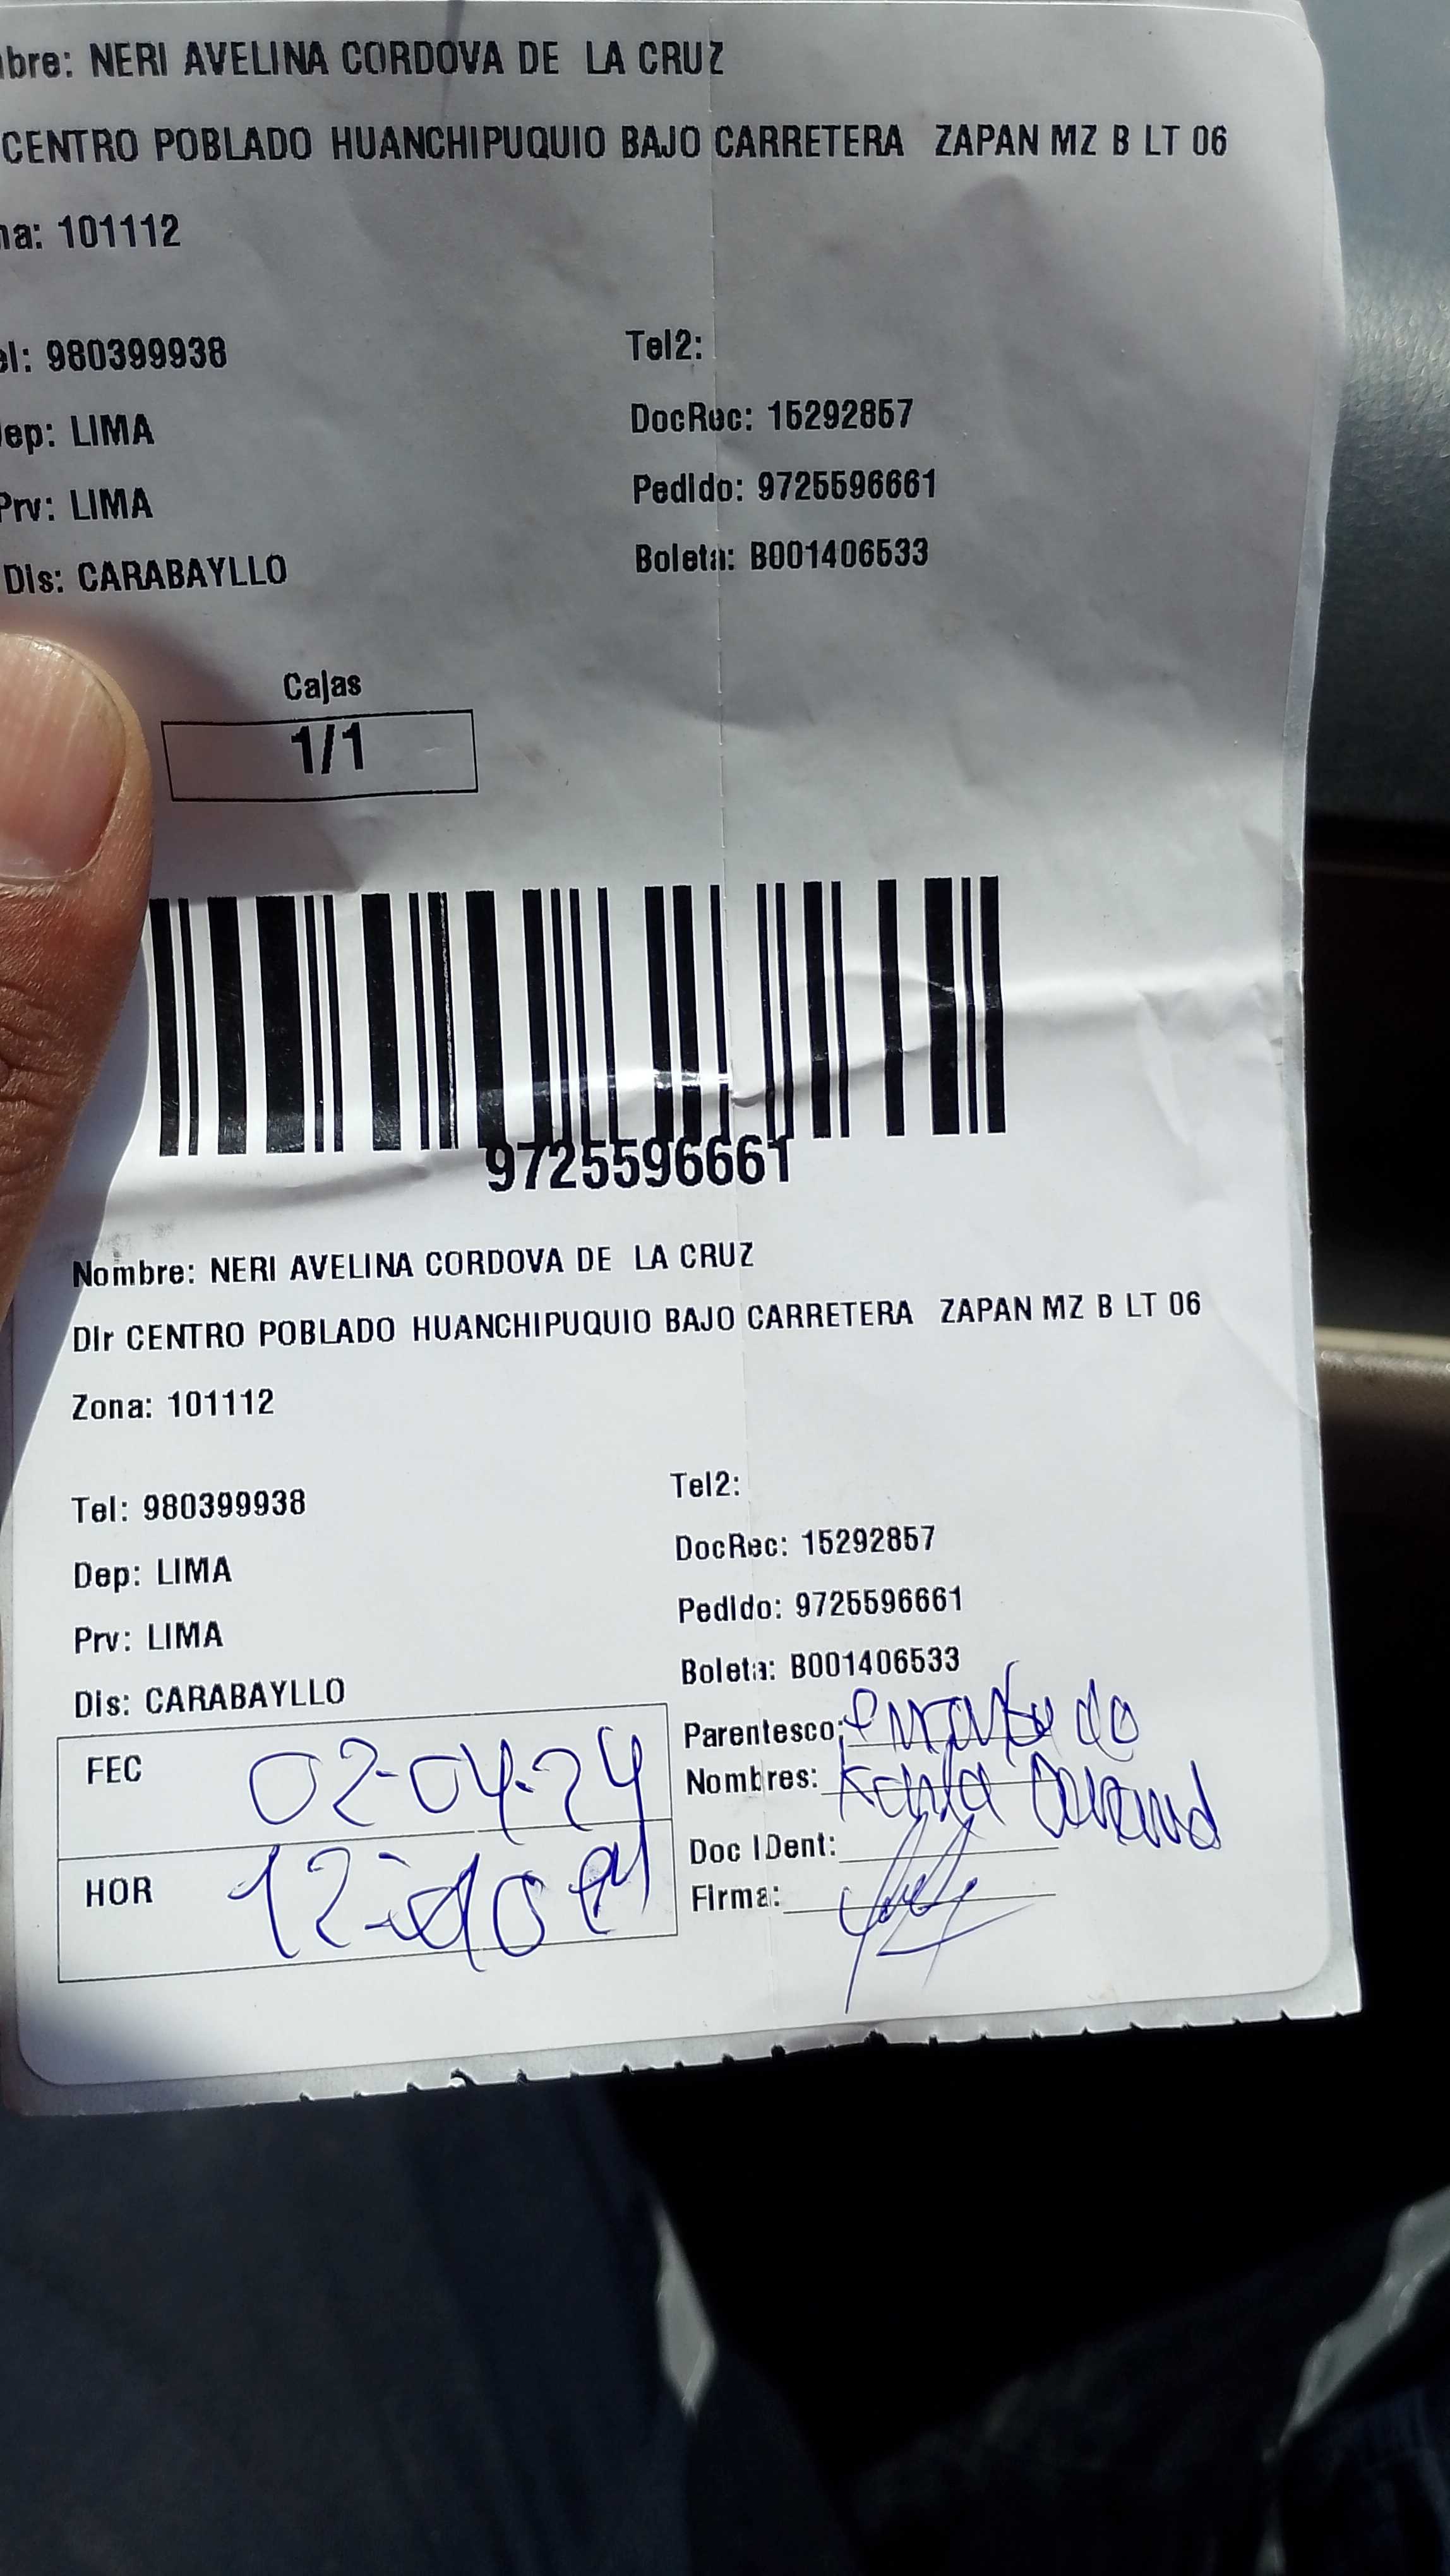 bre: NERI AVELINA CORDOVA DE LA CRUZ
CENTRO POBLADO HUANCHIPUQUIO BAJO CARRETERA ZAPAN MZ B LT 06
na: 101112
el: 980399938 Tel2:
Dep: LIMA DocRec: 15292857
Prv: LIMA Pedido: 9725596661
Dis: CARABAYLLO Boleta: B001406533
Cajas
1/1
9725596661
Nombre: NERI AVELINA CORDOVA DE LA CRUZ
Dir CENTRO POBLADO HUANCHIPUQUIO BAJO CARRETERA ZAPAN MZ B LT 06
Zona: 101112
Tel: 980399938 Tel2:
Dep: LIMA DocRec: 15292857
Prv: LIMA Pedido: 9725596661
Dis: CARABAYLLO Boleta: B001406533
FEC 02-04-24 Parentesco:
Nombres: Karla
HOR Doc IDent:
Firma: